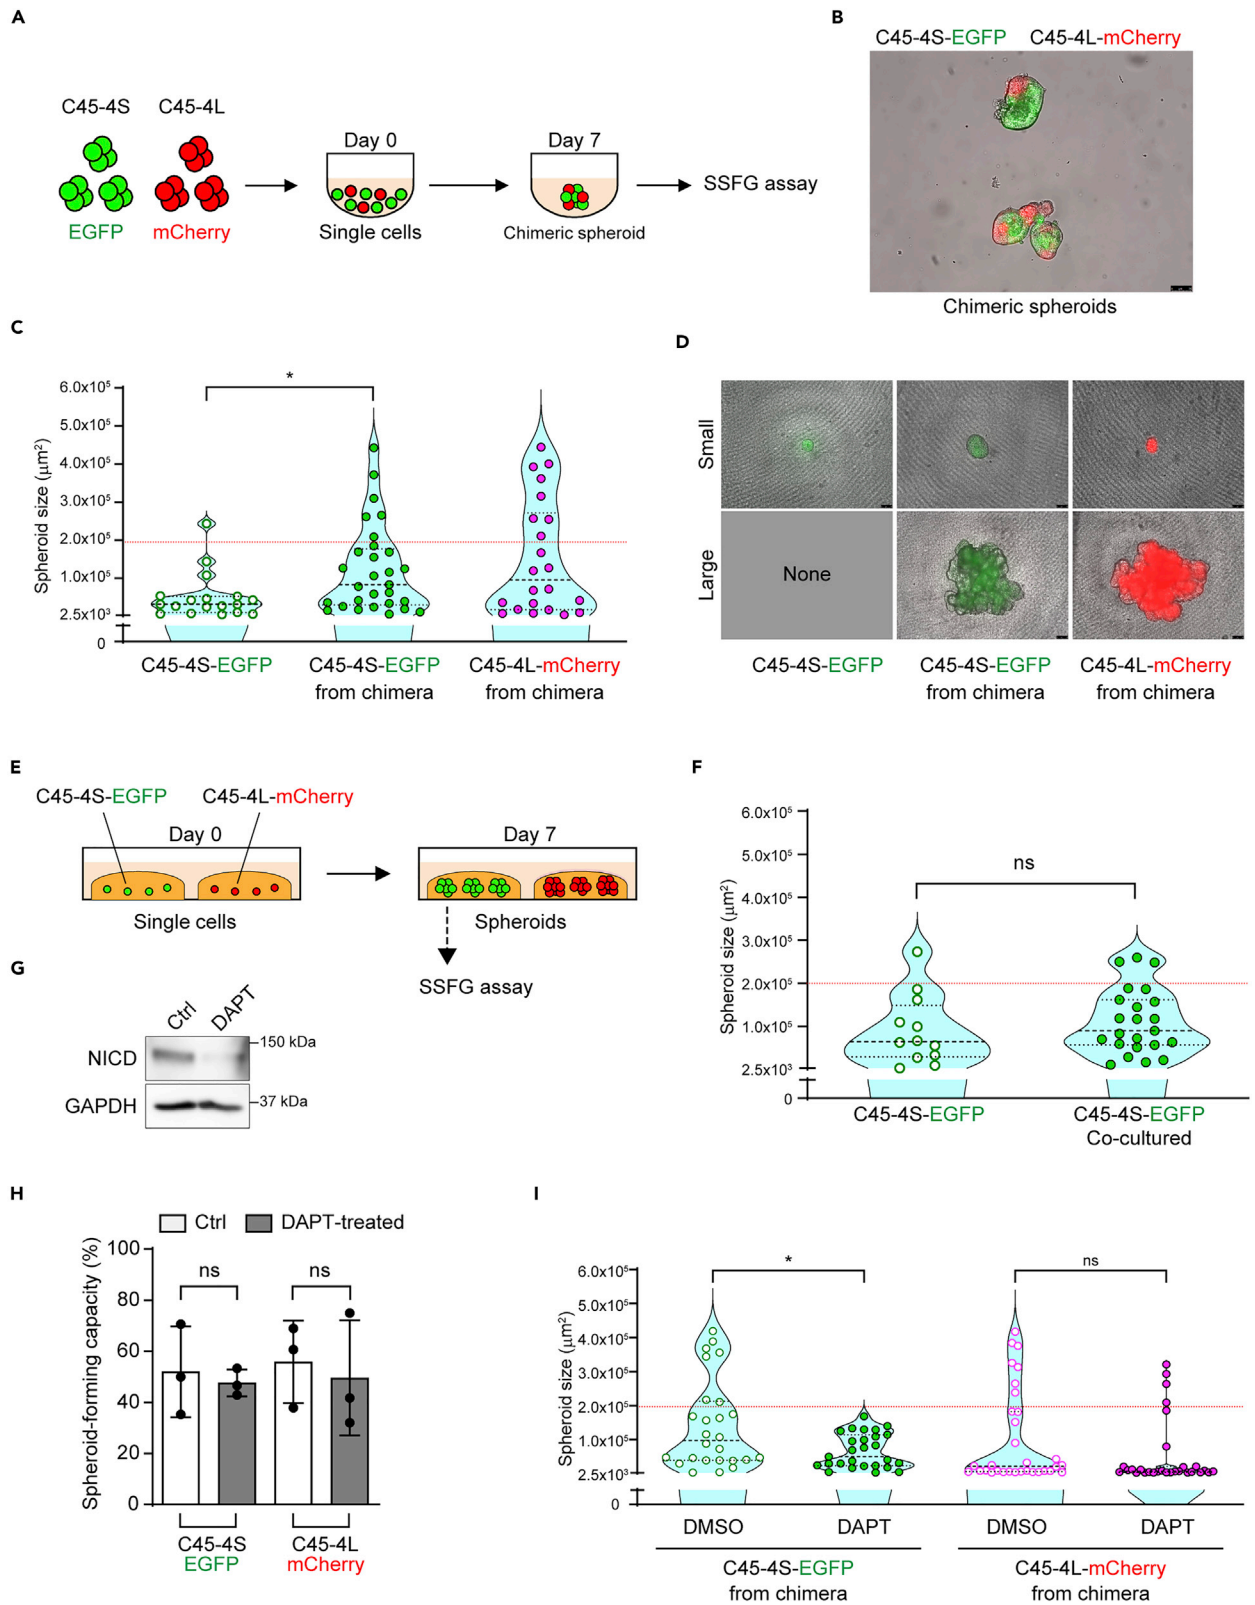 A
C45-4S
C45-4L
EGFP
mCherry
Day 0
Single cells
Day 7
Chimeric spheroid
SSFG assay
B
C45-4S-EGFP
C45-4L-mCherry
Chimeric spheroids
C
Spheroid size (µm²)
6.0x10⁵
5.0x10⁵
4.0x10⁵
3.0x10⁵
2.0x10⁵
1.0x10⁵
2.5x10³
0
*
C45-4S-EGFP
C45-4S-EGFP
from chimera
C45-4L-mCherry
from chimera
D
Small
Large
None
C45-4S-EGFP
C45-4S-EGFP
from chimera
C45-4L-mCherry
from chimera
E
C45-4S-EGFP
C45-4L-mCherry
Day 0
Single cells
Day 7
Spheroids
SSFG assay
F
Spheroid size (µm²)
6.0x10⁵
5.0x10⁵
4.0x10⁵
3.0x10⁵
2.0x10⁵
1.0x10⁵
2.5x10³
0
ns
C45-4S-EGFP
C45-4S-EGFP
Co-cultured
G
Ctrl
DAPT
NICD
150 kDa
GAPDH
37 kDa
H
Ctrl
DAPT-treated
Spheroid-forming capacity (%)
100
80
60
40
20
0
ns
ns
C45-4S
EGFP
C45-4L
mCherry
I
Spheroid size (µm²)
6.0x10⁵
5.0x10⁵
4.0x10⁵
3.0x10⁵
2.0x10⁵
1.0x10⁵
2.5x10³
0
*
ns
DMSO
DAPT
DMSO
DAPT
C45-4S-EGFP
from chimera
C45-4L-mCherry
from chimera